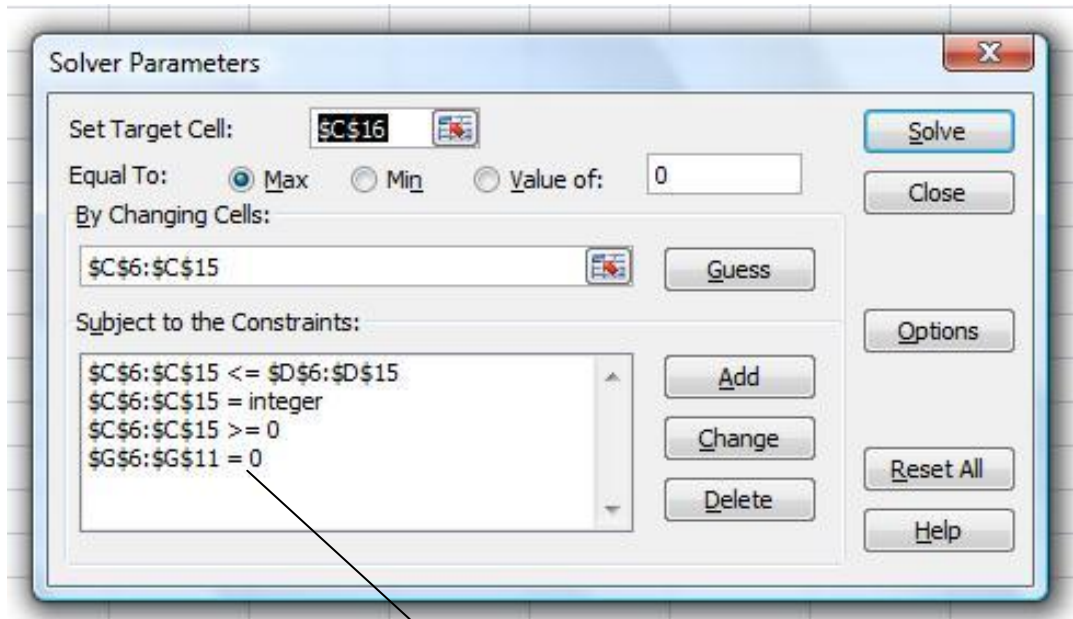 Solver Parameters
Set Target Cell: $C$16
Solve
Equal To: Max Min Value of: 0
Close
By Changing Cells:
$C$6:$C$15
Guess
Subject to the Constraints:
Options
$C$6:$C$15 <= $D$6:$D$15
$C$6:$C$15 = integer
$C$6:$C$15 >= 0
$G$6:$G$11 = 0
Add
Change
Delete
Reset All
Help